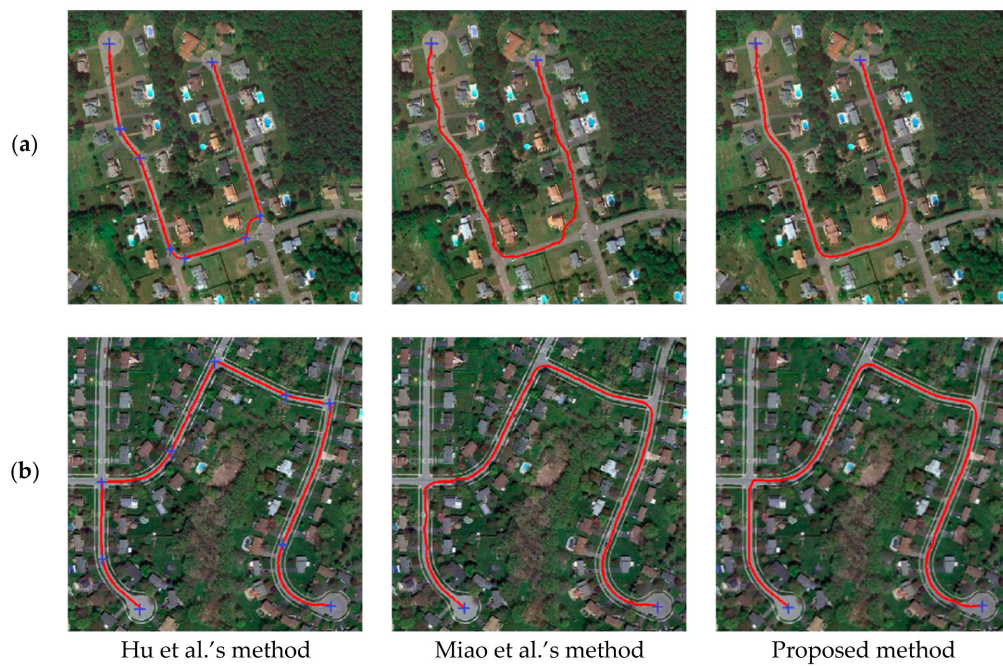 (a)
(b)
Hu et al.’s method
Miao et al.’s method
Proposed method